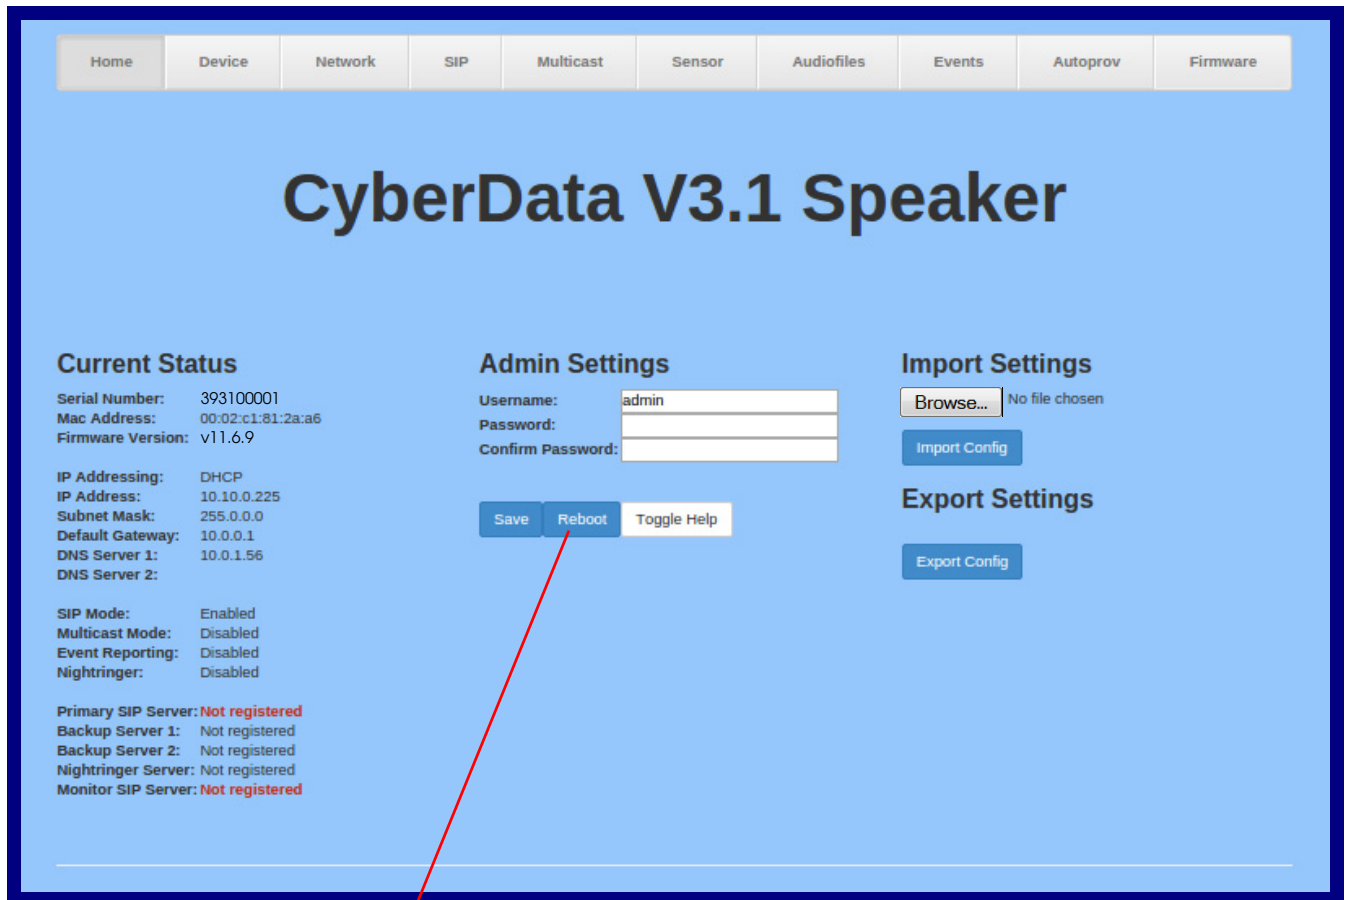 Home Device Network SIP Multicast Sensor Audiofiles Events Autoprov Firmware
CyberData V3.1 Speaker
Current Status
Serial Number: 393100001
Mac Address: 00:02:c1:81:2a:a6
Firmware Version: v11.6.9
IP Addressing: DHCP
IP Address: 10.10.0.225
Subnet Mask: 255.0.0.0
Default Gateway: 10.0.0.1
DNS Server 1: 10.0.1.56
DNS Server 2:
SIP Mode: Enabled
Multicast Mode: Disabled
Event Reporting: Disabled
Nightringer: Disabled
Primary SIP Server: Not registered
Backup Server 1: Not registered
Backup Server 2: Not registered
Nightringer Server: Not registered
Monitor SIP Server: Not registered
Admin Settings
Username: admin
Password:
Confirm Password:
Save Reboot Toggle Help
Import Settings
Browse... No file chosen
Import Config
Export Settings
Export Config